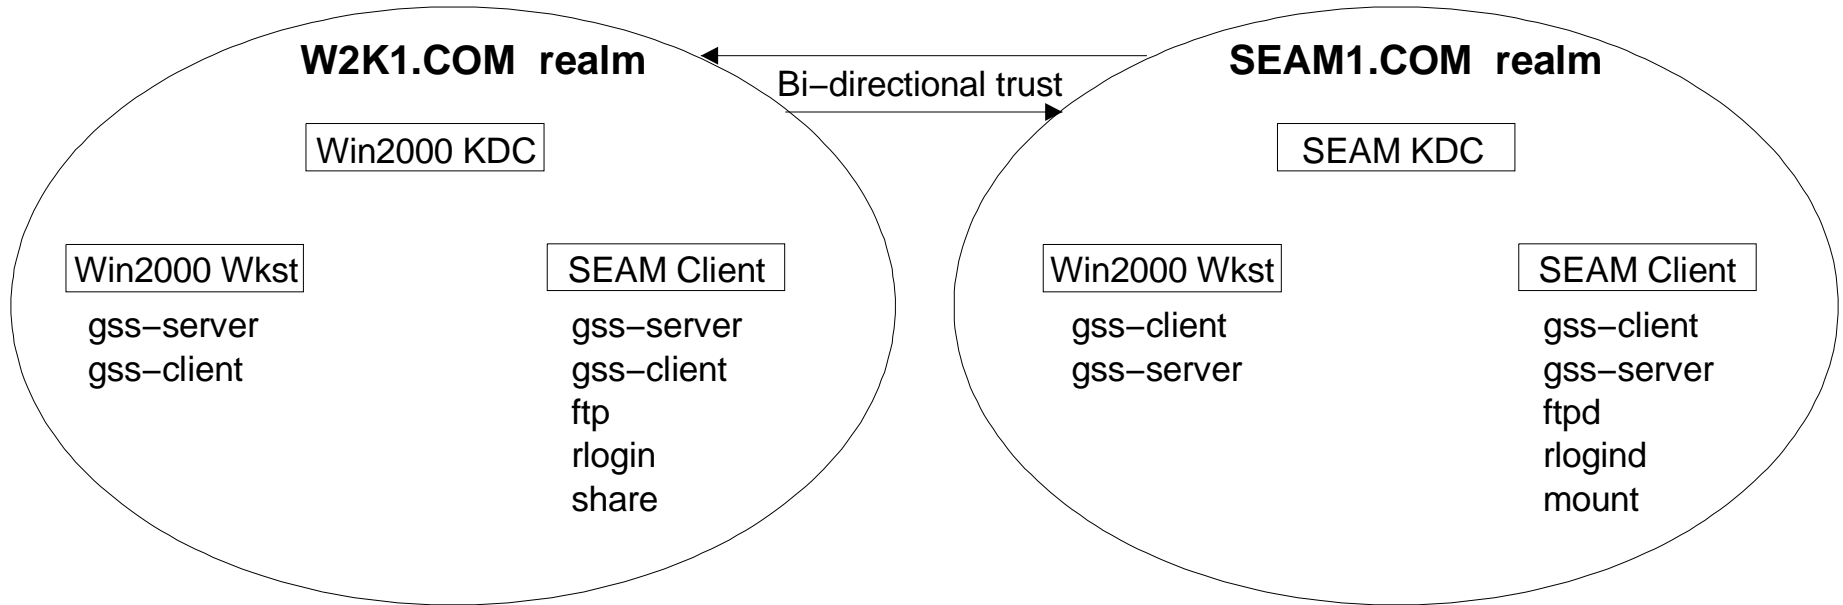 W2K1.COM realm
Bi−directional trust
SEAM1.COM realm
Win2000 KDC
SEAM KDC
Win2000 Wkst
gss−server
gss−client
SEAM Client
gss−server
gss−client
ftp
rlogin
share
Win2000 Wkst
gss−client
gss−server
SEAM Client
gss−client
gss−server
ftpd
rlogind
mount